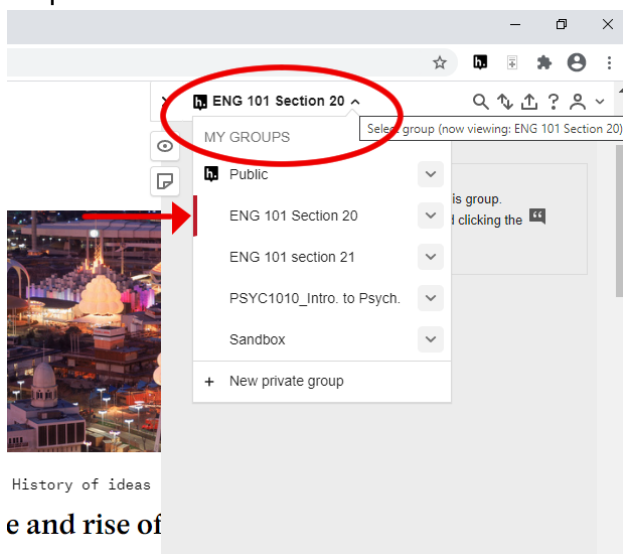 h. ENG 101 Section 20
MY GROUPS
Select group (now viewing: ENG 101 Section 20)
h. Public
is group.
clicking the
ENG 101 Section 20
ENG 101 section 21
PSYC1010_Intro. to Psych.
Sandbox
+ New private group
History of ideas
e and rise of